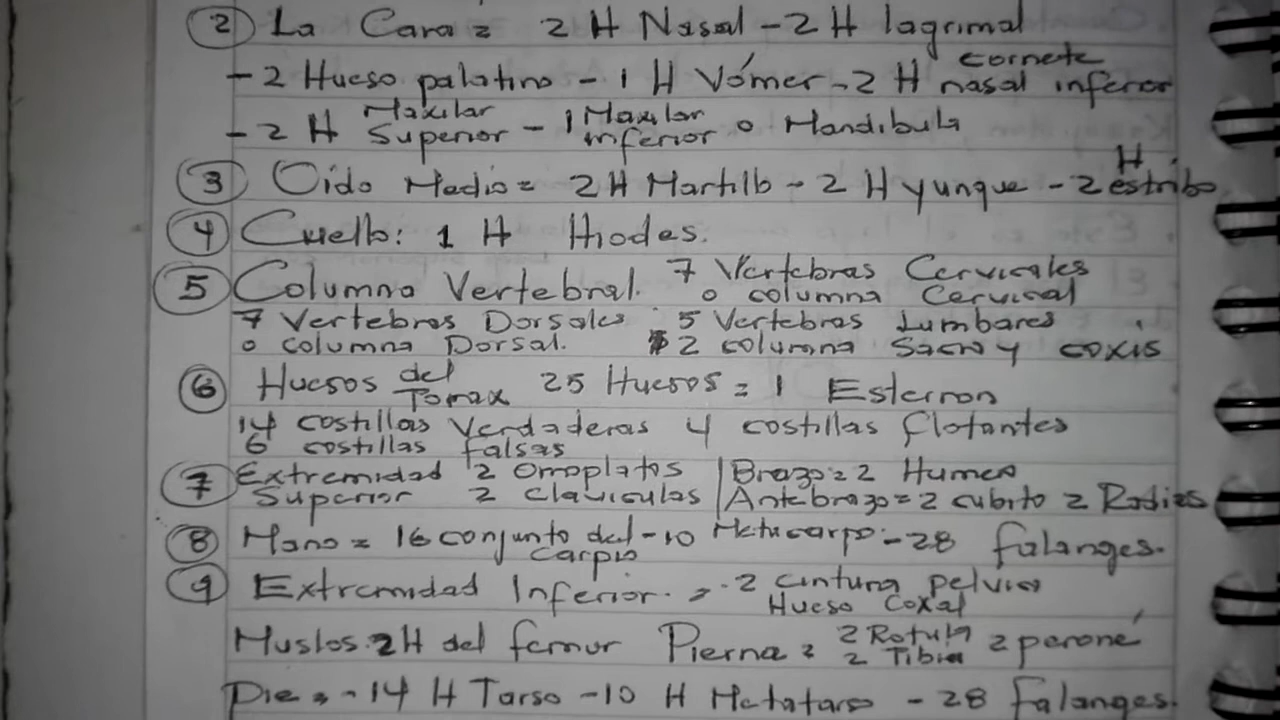 2 La Cara = 2 H Nasal - 2 H lagrimal
- 2 Hueso palatino - 1 H Vómer - 2 H cornete nasal inferior
- 2 H Maxilar Superior - 1 Maxilar inferior o Mandibula
3 Oido Medio = 2 H Martillo - 2 H yunque - 2 H estribo
4 Cuello: 1 H Hiodes.
5 Columna Vertebral. 7 Vertebras Cervicales o columna Cervical
7 Vertebras Dorsales o columna Dorsal. 5 Vertebras Lumbares 2 columna Sacro y coxis
6 Huesos del Torax 25 Huesos = 1 Esternon
14 costillas Verdaderas 4 costillas flotantes
6 costillas falsas
7 Extremidad Superior 2 Omoplatos 2 Claviculas | Brazo = 2 Humero | Antebrazo = 2 cubito 2 Radios
8 Mano = 16 conjunto del carpio - 10 Metacarpo - 28 falanges.
9 Extremidad Inferior. = - 2 cintura pelvica Hueso Coxal
Muslos. 2 H del femur Pierna = 2 Rotula 2 Tibia 2 peroné
Pie = - 14 H Tarso - 10 H Metatarso - 28 falanges.